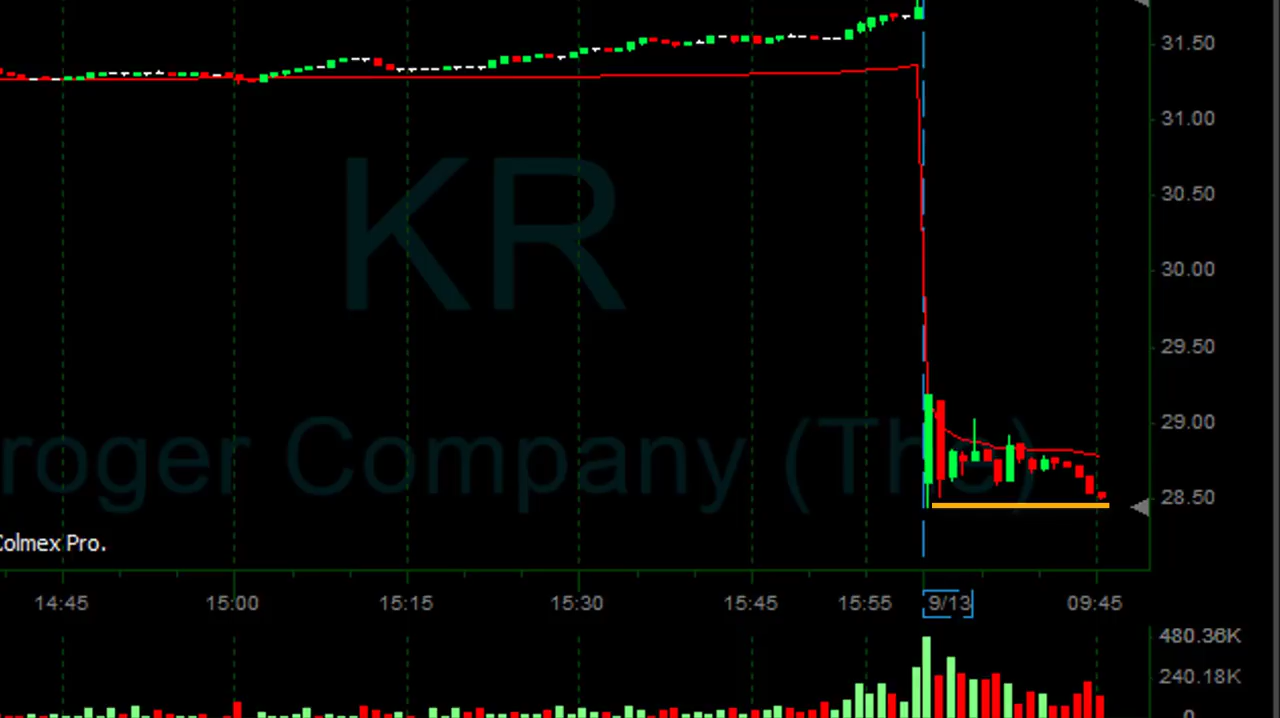 31.50
31.00
KR
30.50
30.00
29.50
29.00
roger Company (The)
28.50
Colmex Pro.
14:45 15:00 15:15 15:30 15:45 15:55 9/13 09:45
480.36K
240.18K
0